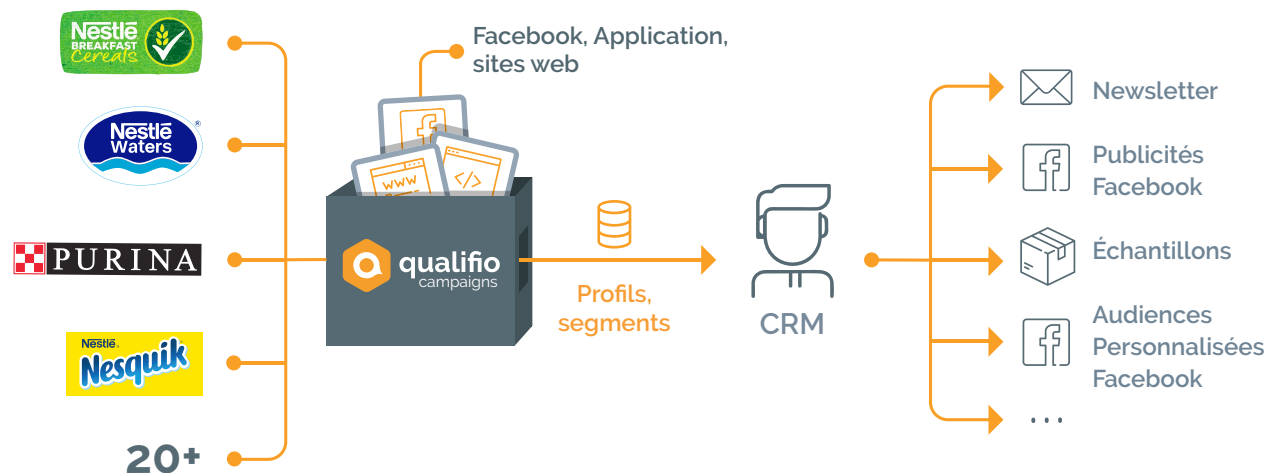 Nestlé
BREAKFAST
Cereals
Nestlé
Waters
®
PURINA
Nestlé.
Nesquik
20+
Facebook, Application,
sites web
www
</>
qualifio
campaigns
Profils,
segments
CRM
Newsletter
Publicités
Facebook
Échantillons
Audiences
Personnalisées
Facebook
...